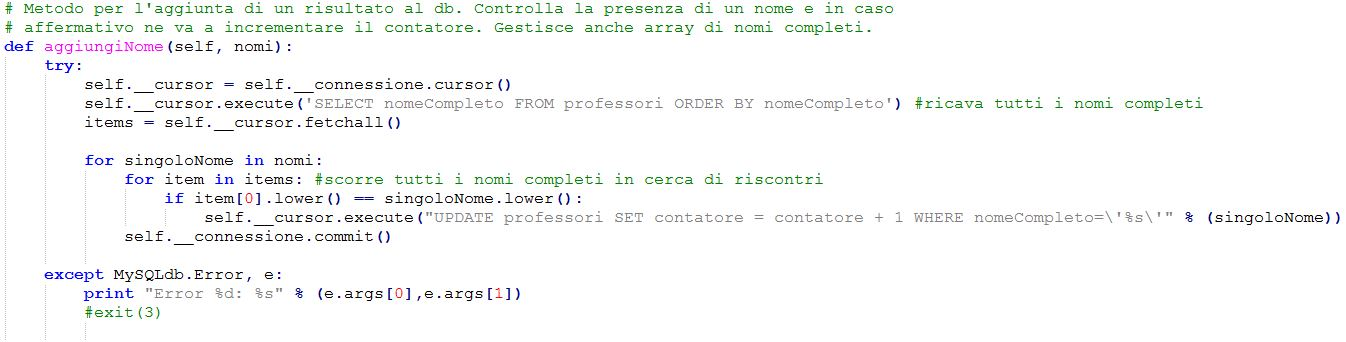 # Metodo per l'aggiunta di un risultato al db. Controlla la presenza di un nome e in caso
# affermativo ne va a incrementare il contatore. Gestisce anche array di nomi completi.
def aggiungiNome(self, nomi):
    try:
        self.__cursor = self.__connessione.cursor()
        self.__cursor.execute('SELECT nomeCompleto FROM professori ORDER BY nomeCompleto') #ricava tutti i nomi completi
        items = self.__cursor.fetchall()

        for singoloNome in nomi:
            for item in items: #scorre tutti i nomi completi in cerca di riscontri
                if item[0].lower() == singoloNome.lower():
                    self.__cursor.execute("UPDATE professori SET contatore = contatore + 1 WHERE nomeCompleto=\'%s\'" % (singoloNome))
            self.__connessione.commit()

    except MySQLdb.Error, e:
        print "Error %d: %s" % (e.args[0],e.args[1])
        #exit(3)